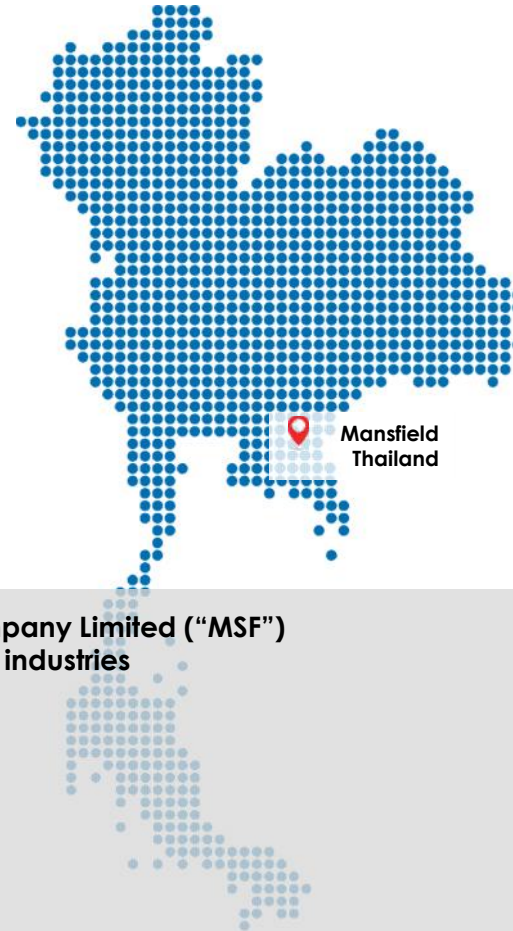 Mansfield
Thailand
pany Limited (“MSF”)
industries